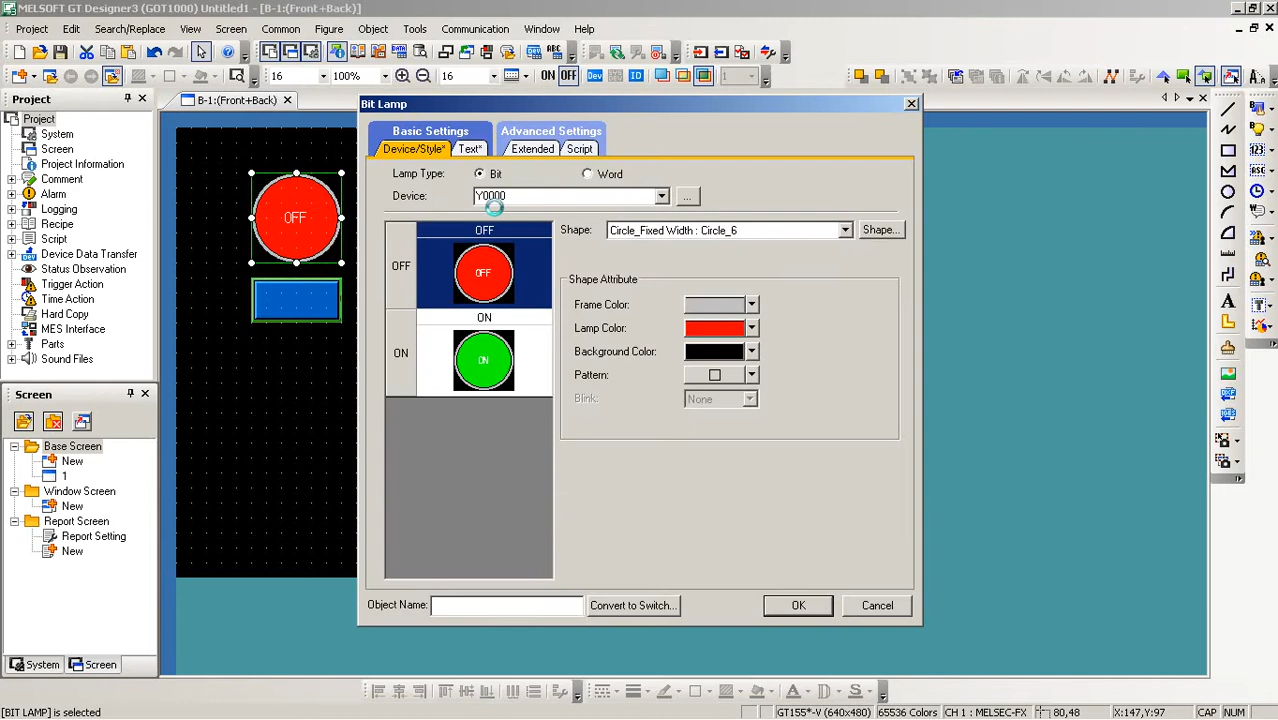 MELSOFT GT Designer3 (GOT1000) Untitled1 - [B-1:(Front+Back)]
Project Edit Search/Replace View Screen Common Figure Object Tools Communication Window Help
16 100% 16 ON OFF Dev ID 1
Project
B-1:(Front+Back)
Project
System
Screen
Project Information
Comment
Alarm
Logging
Recipe
Script
Device Data Transfer
Status Observation
Trigger Action
Time Action
Hard Copy
MES Interface
Parts
Sound Files
Screen
Base Screen
New
1
Window Screen
New
Report Screen
Report Setting
New
System Screen
OFF
Bit Lamp
Basic Settings Advanced Settings
Device/Style* Text* Extended Script
Lamp Type: Bit Word
Device: Y0000 ...
OFF
OFF
OFF
ON
ON
ON
Shape: Circle_Fixed Width : Circle_6 Shape...
Shape Attribute
Frame Color:
Lamp Color:
Background Color:
Pattern:
Blink: None
Object Name: Convert to Switch... OK Cancel
123
ASC
[BIT LAMP] is selected GT155*-V (640x480) 65536 Colors CH 1 : MELSEC-FX 80,48 X:147,Y:97 CAP NUM